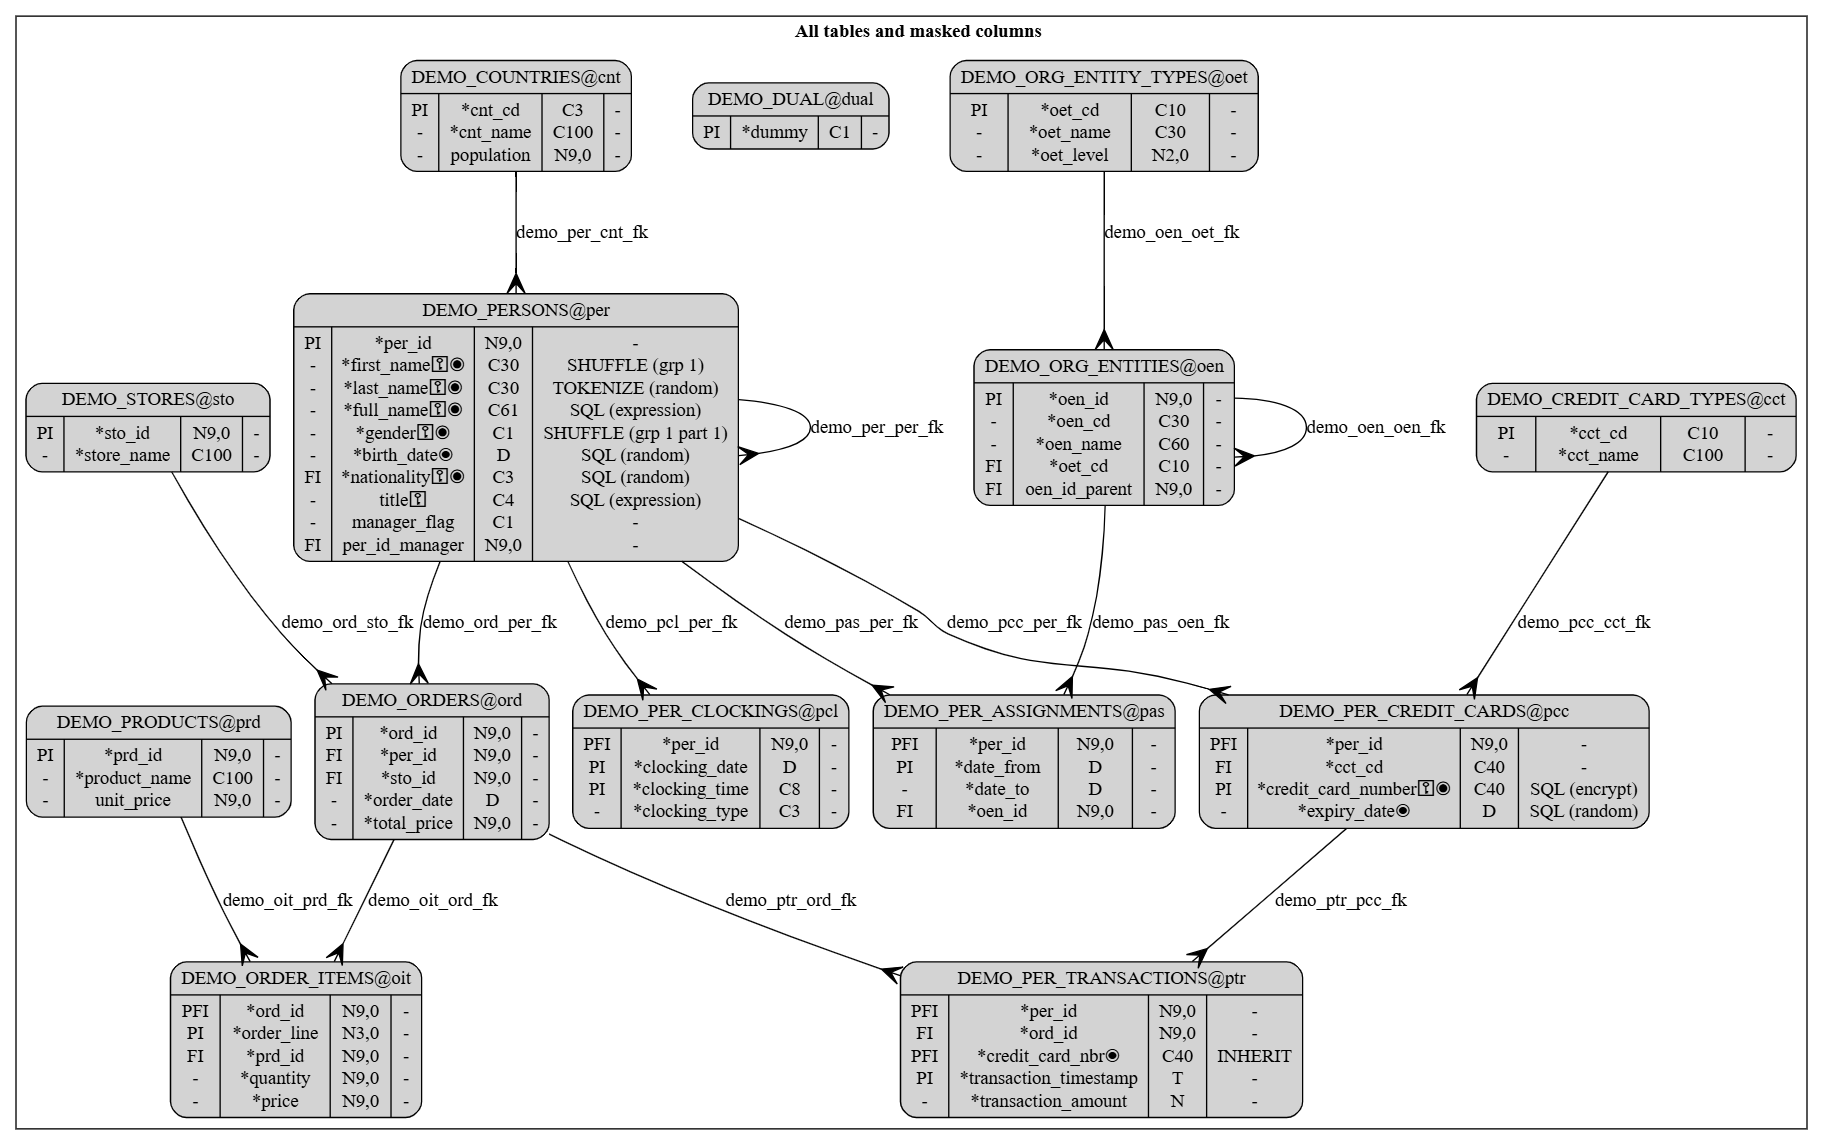 All tables and masked columns
DEMO_COUNTRIES@cnt
PI *cnt_cd C3 -
- *cnt_name C100 -
- population N9,0 -
DEMO_DUAL@dual
PI *dummy C1 -
DEMO_ORG_ENTITY_TYPES@oet
PI *oet_cd C10 -
- *oet_name C30 -
- *oet_level N2,0 -
demo_per_cnt_fk
demo_oen_oet_fk
DEMO_PERSONS@per
PI *per_id N9,0 -
- *first_name⚿◉ C30 SHUFFLE (grp 1)
- *last_name⚿◉ C30 TOKENIZE (random)
- *full_name⚿◉ C61 SQL (expression)
- *gender⚿◉ C1 SHUFFLE (grp 1 part 1)
- *birth_date◉ D SQL (random)
FI *nationality⚿◉ C3 SQL (random)
- title⚿ C4 SQL (expression)
- manager_flag C1 -
FI per_id_manager N9,0 -
demo_per_per_fk
DEMO_ORG_ENTITIES@oen
PI *oen_id N9,0 -
- *oen_cd C30 -
- *oen_name C60 -
FI *oet_cd C10 -
FI oen_id_parent N9,0 -
demo_oen_oen_fk
DEMO_STORES@sto
PI *sto_id N9,0 -
- *store_name C100 -
DEMO_CREDIT_CARD_TYPES@cct
PI *cct_cd C10 -
- *cct_name C100 -
demo_ord_sto_fk
demo_ord_per_fk
demo_pcl_per_fk
demo_pas_per_fk
demo_pcc_per_fk
demo_pas_oen_fk
demo_pcc_cct_fk
DEMO_PRODUCTS@prd
PI *prd_id N9,0 -
- *product_name C100 -
- unit_price N9,0 -
DEMO_ORDERS@ord
PI *ord_id N9,0 -
FI *per_id N9,0 -
FI *sto_id N9,0 -
- *order_date D -
- *total_price N9,0 -
DEMO_PER_CLOCKINGS@pcl
PFI *per_id N9,0 -
PI *clocking_date D -
PI *clocking_time C8 -
- *clocking_type C3 -
DEMO_PER_ASSIGNMENTS@pas
PFI *per_id N9,0 -
PI *date_from D -
- *date_to D -
FI *oen_id N9,0 -
DEMO_PER_CREDIT_CARDS@pcc
PFI *per_id N9,0 -
FI *cct_cd C40 -
PI *credit_card_number⚿◉ C40 SQL (encrypt)
- *expiry_date◉ D SQL (random)
demo_oit_prd_fk
demo_oit_ord_fk
demo_ptr_ord_fk
demo_ptr_pcc_fk
DEMO_ORDER_ITEMS@oit
PFI *ord_id N9,0 -
PI *order_line N3,0 -
FI *prd_id N9,0 -
- *quantity N9,0 -
- *price N9,0 -
DEMO_PER_TRANSACTIONS@ptr
PFI *per_id N9,0 -
FI *ord_id N9,0 -
PFI *credit_card_nbr◉ C40 INHERIT
PI *transaction_timestamp T -
- *transaction_amount N -